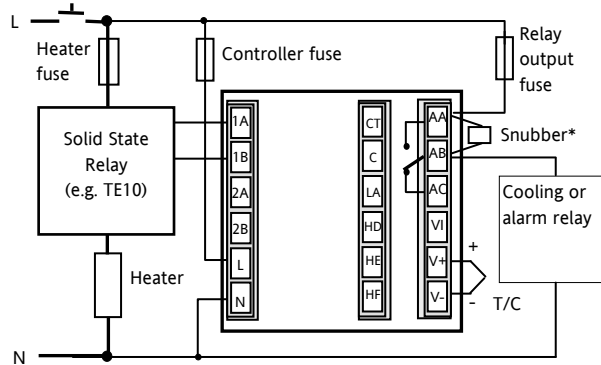 L
Heater
fuse
Controller fuse
Relay
output
fuse
Solid State
Relay
(e.g. TE10)
1A
1B
2A
2B
L
N
CT
C
LA
HD
HE
HF
AA
AB
AC
VI
V+
V-
Snubber*
Cooling or
alarm relay
+
-
T/C
Heater
N